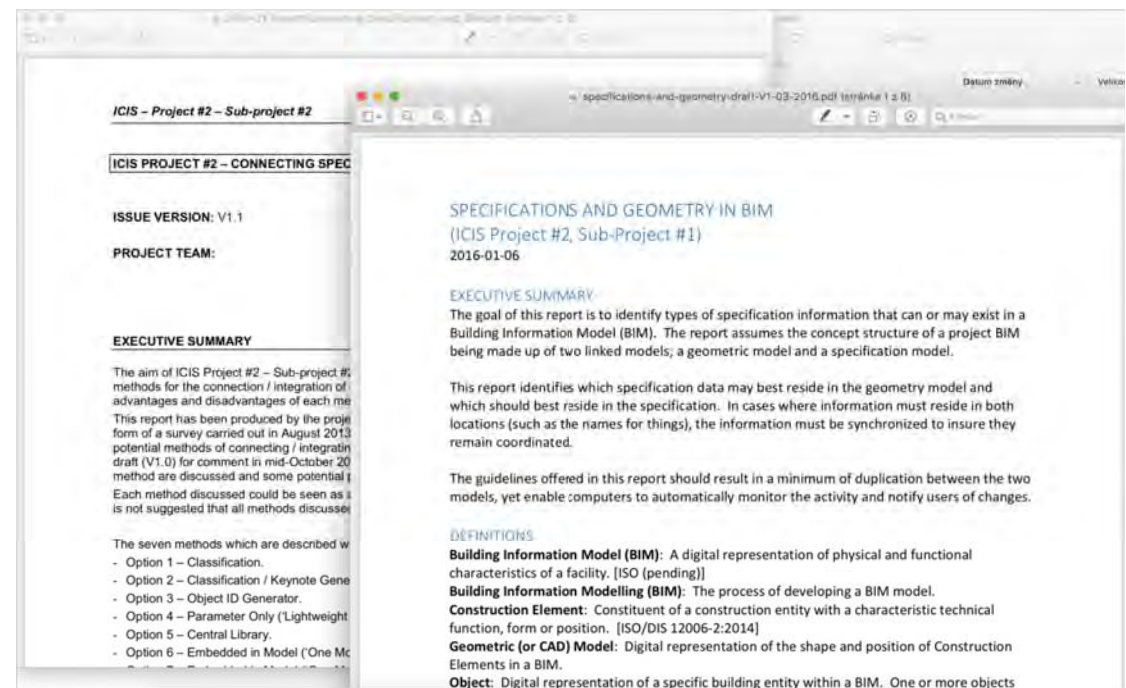 Datum změny
Veliko
ICIS – Project #2 – Sub-project #2
ICIS PROJECT #2 – CONNECTING SPEC
ISSUE VERSION: V1.1
PROJECT TEAM:
EXECUTIVE SUMMARY
The aim of ICIS Project #2 – Sub-project #
methods for the connection / integration of
advantages and disadvantages of each me
This report has been produced by the proje
form of a survey carried out in August 2013
potential methods of connecting / integratin
draft (V1.0) for comment in mid-October 20
method are discussed and some potential
Each method discussed could be seen as
is not suggested that all methods discusse
The seven methods which are described w
- Option 1 – Classification.
- Option 2 – Classification / Keynote Gene
- Option 3 – Object ID Generator.
- Option 4 – Parameter Only ('Lightweight
- Option 5 – Central Library.
- Option 6 – Embedded in Model ('One Mo
specifications-and-geometry-draft-V1-03-2016.pdf (stránka 1 z 8)
SPECIFICATIONS AND GEOMETRY IN BIM
(ICIS Project #2, Sub-Project #1)
2016-01-06
EXECUTIVE SUMMARY
The goal of this report is to identify types of specification information that can or may exist in a
Building Information Model (BIM). The report assumes the concept structure of a project BIM
being made up of two linked models; a geometric model and a specification model.
This report identifies which specification data may best reside in the geometry model and
which should best reside in the specification. In cases where information must reside in both
locations (such as the names for things), the information must be synchronized to insure they
remain coordinated.
The guidelines offered in this report should result in a minimum of duplication between the two
models, yet enable computers to automatically monitor the activity and notify users of changes.
DEFINITIONS
Building Information Model (BIM): A digital representation of physical and functional
characteristics of a facility. [ISO (pending)]
Building Information Modelling (BIM): The process of developing a BIM model.
Construction Element: Constituent of a construction entity with a characteristic technical
function, form or position. [ISO/DIS 12006-2:2014]
Geometric (or CAD) Model: Digital representation of the shape and position of Construction
Elements in a BIM.
Object: Digital representation of a specific building entity within a BIM. One or more objects